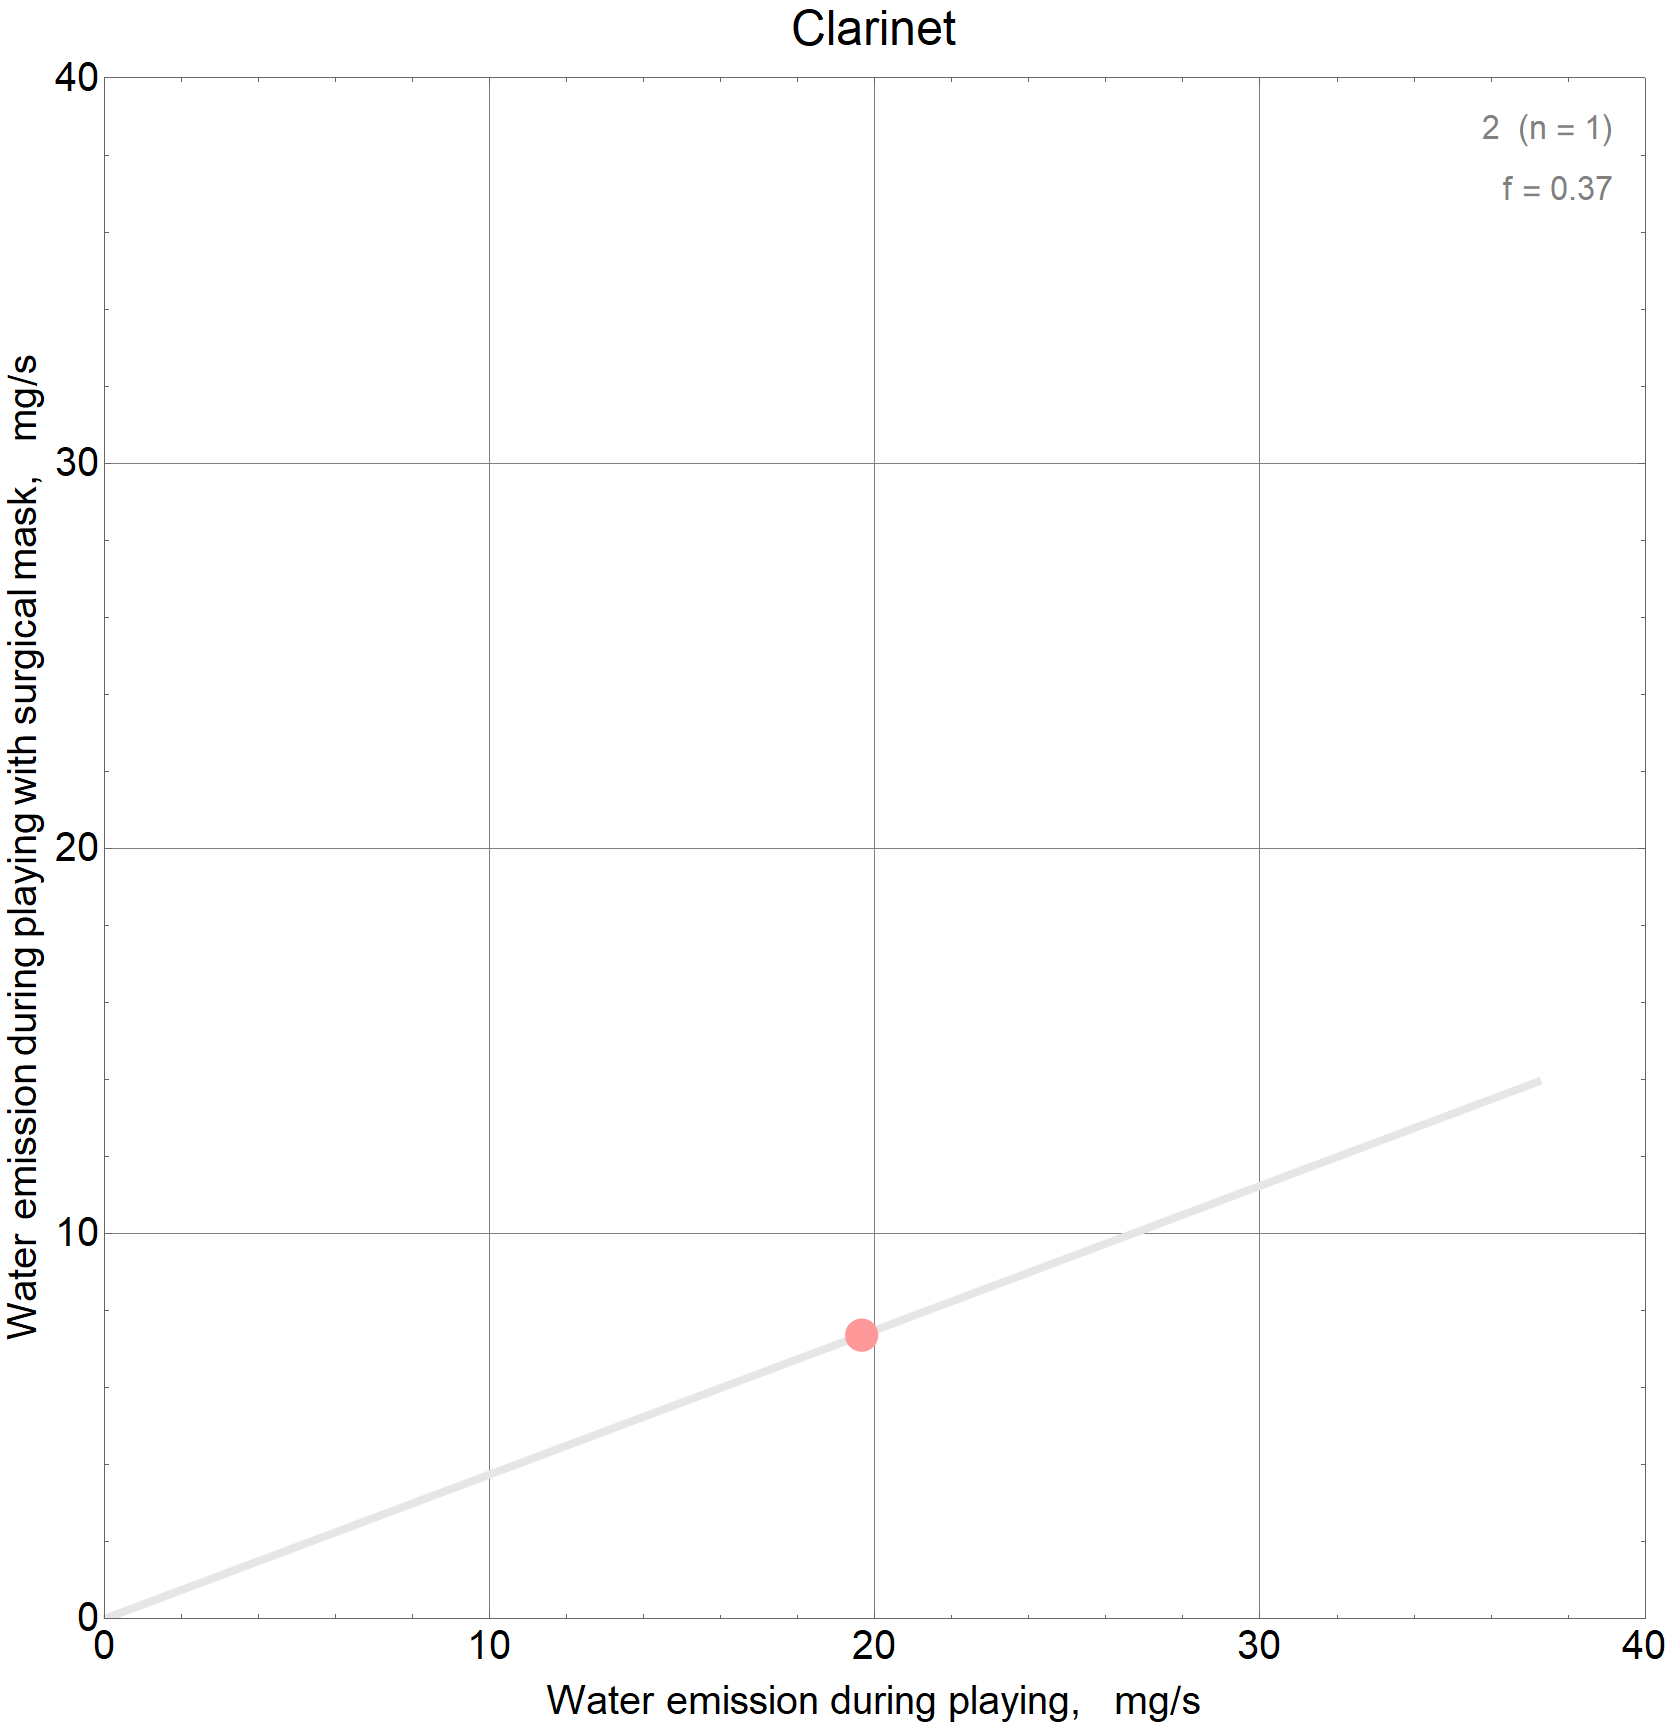 Clarinet
40
2 (n = 1)
f = 0.37
30
20
10
0
Water emission during playing with surgical mask, mg/s
0 10 20 30 40
Water emission during playing, mg/s